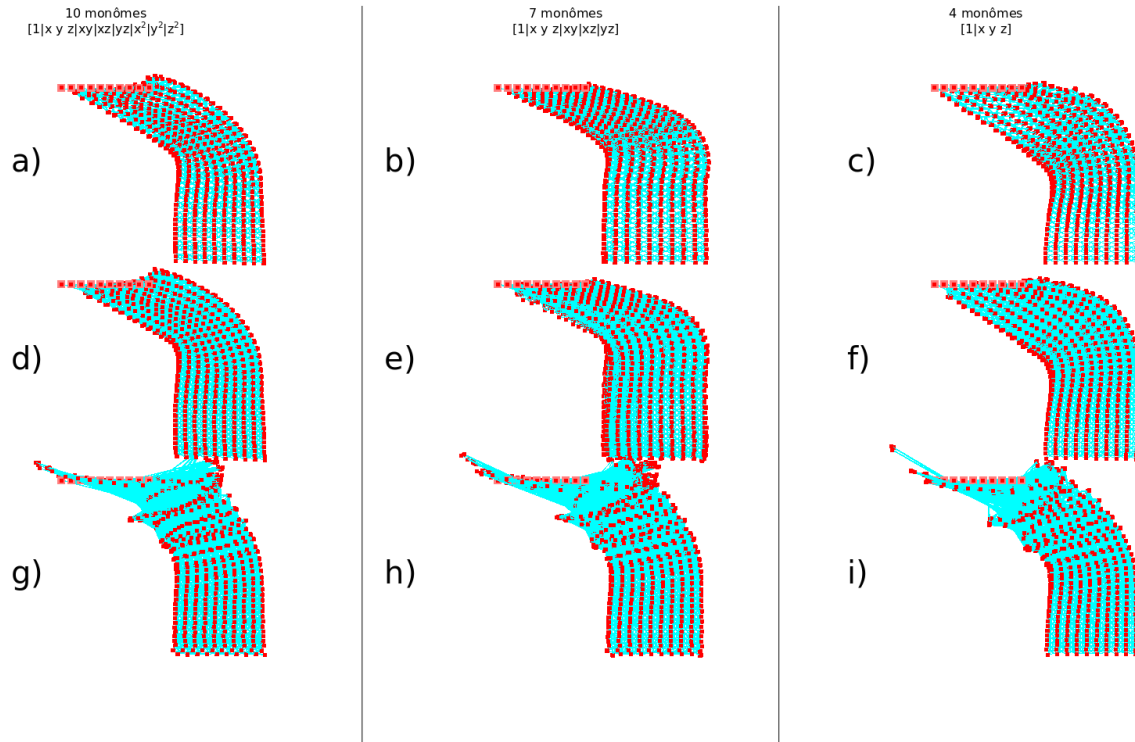 10 monômes
[1|x y z|xy|xz|yz|x²|y²|z²]
7 monômes
[1|x y z|xy|xz|yz]
4 monômes
[1|x y z]
a)
b)
c)
d)
e)
f)
g)
h)
i)